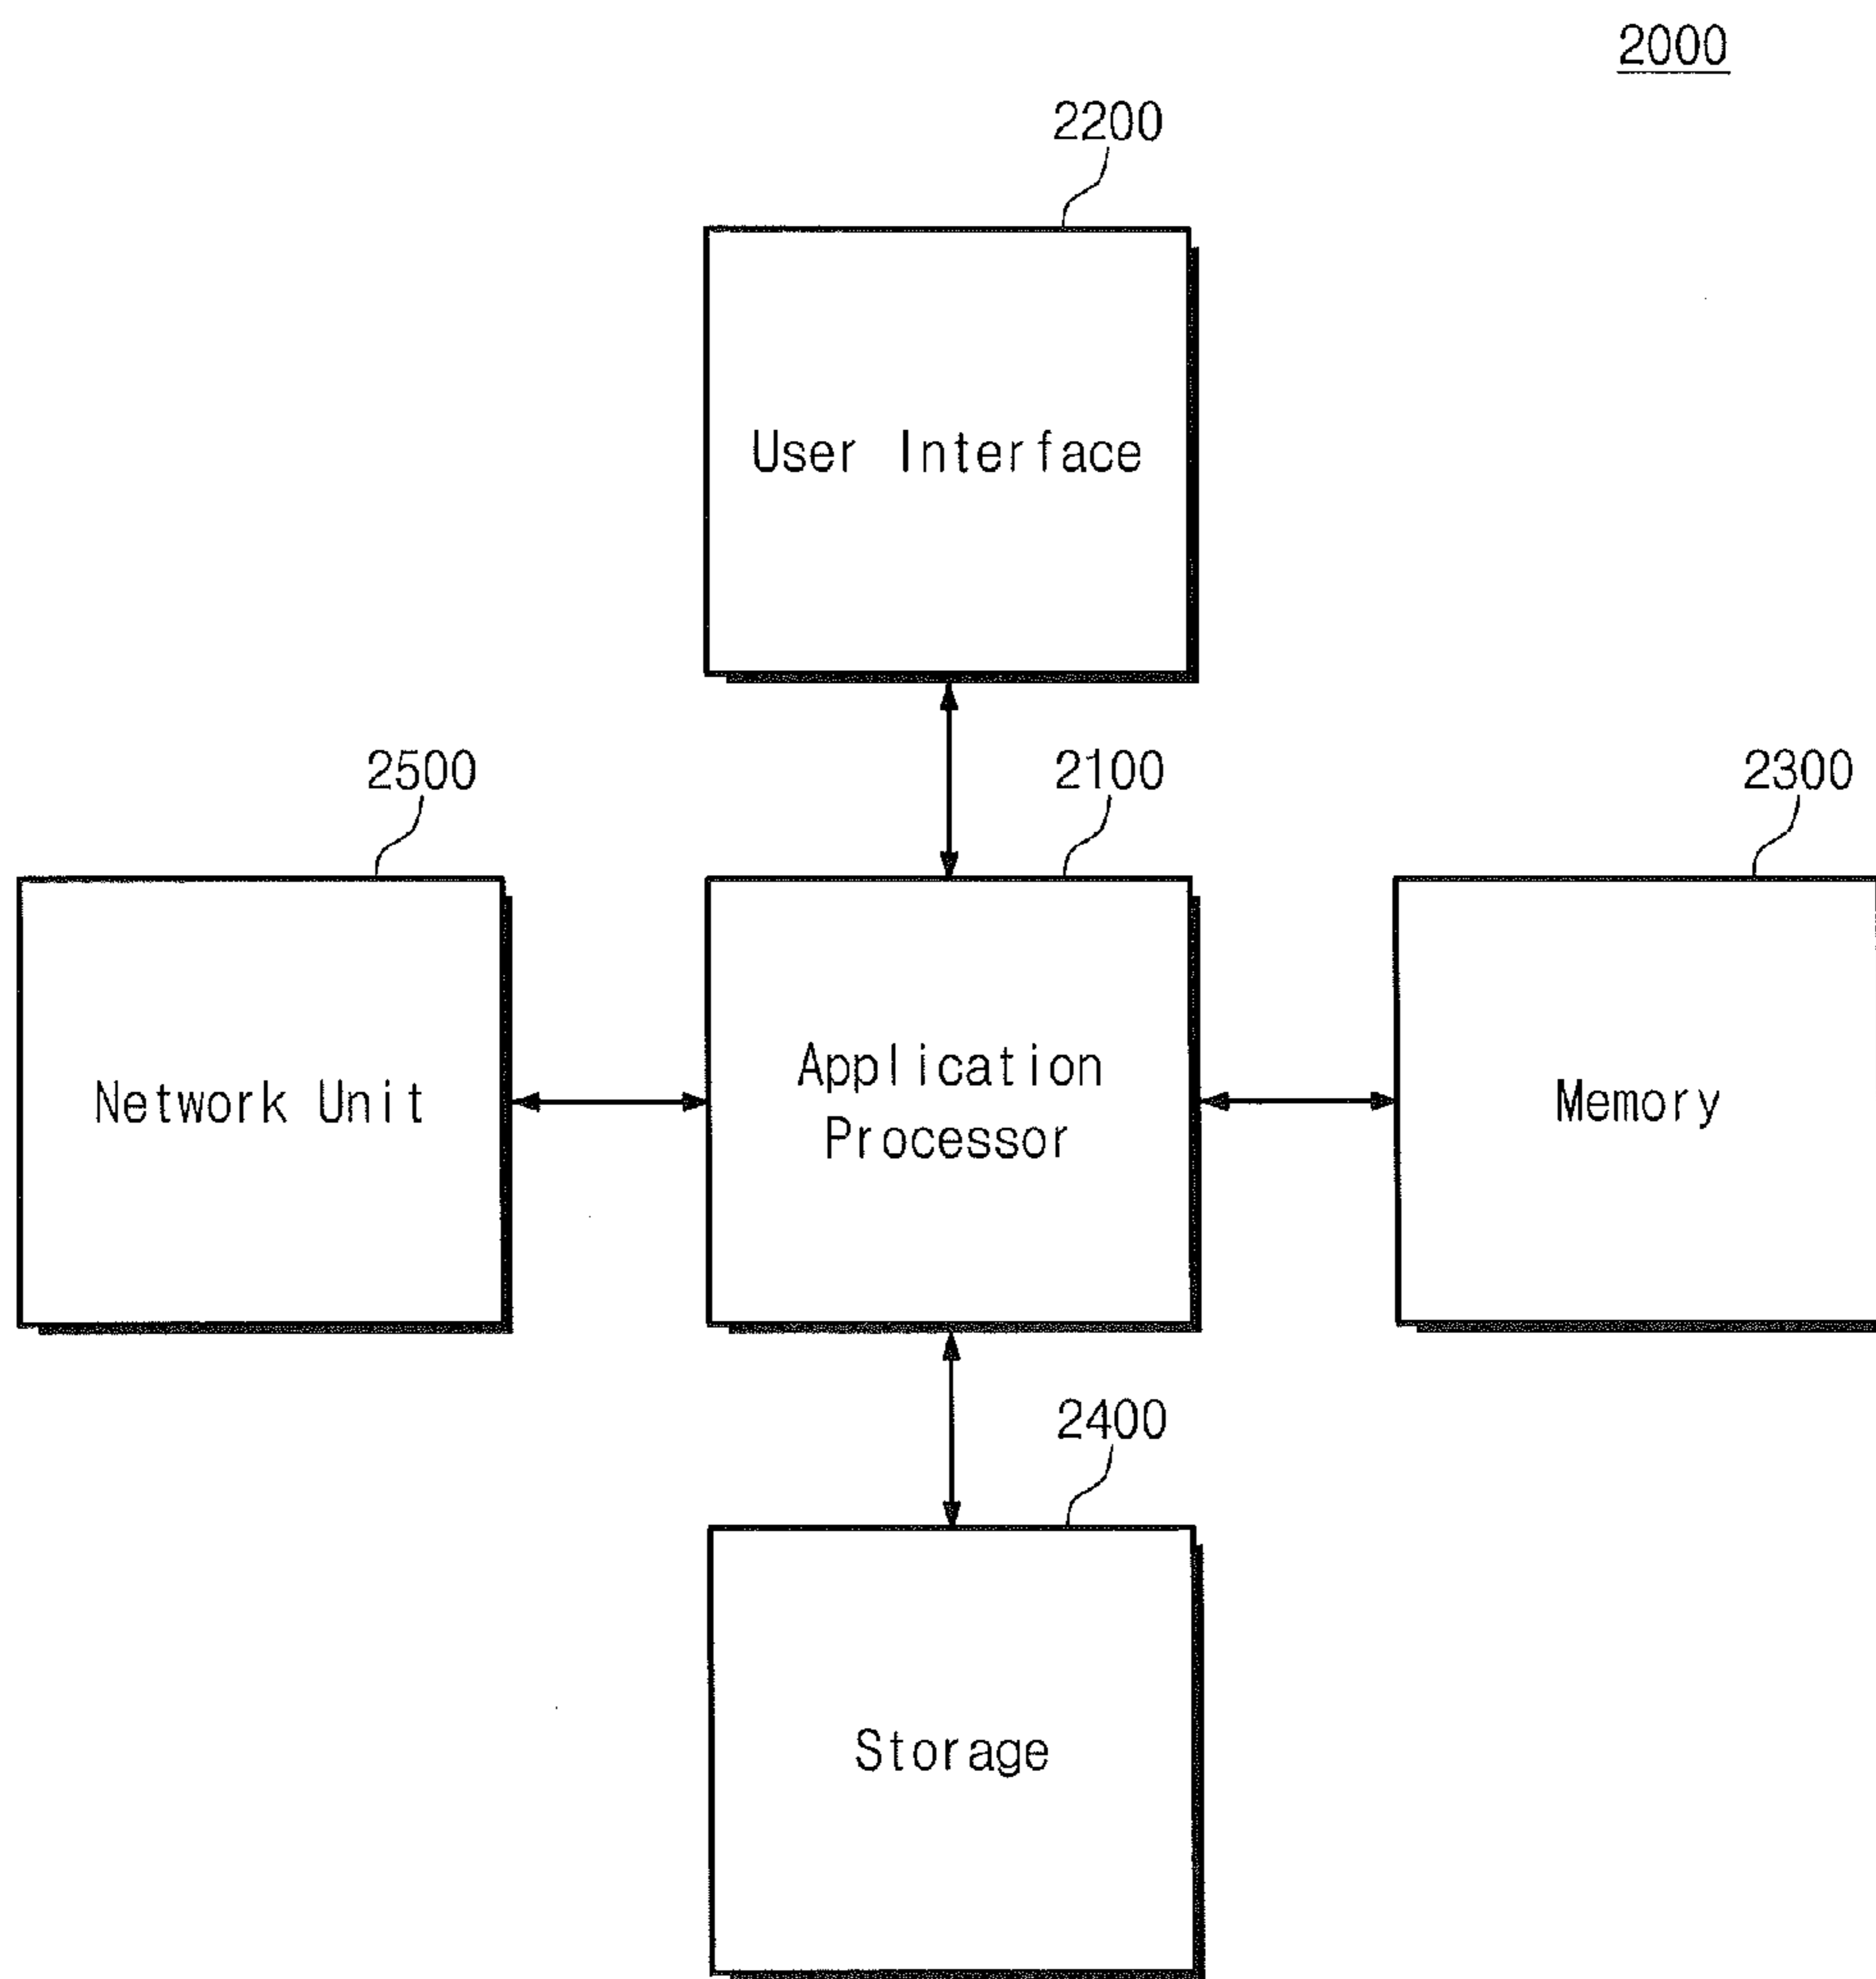 2000
2200
User Interface
2500
2100
2300
Network Unit
Application
Processor
Memory
2400
Storage